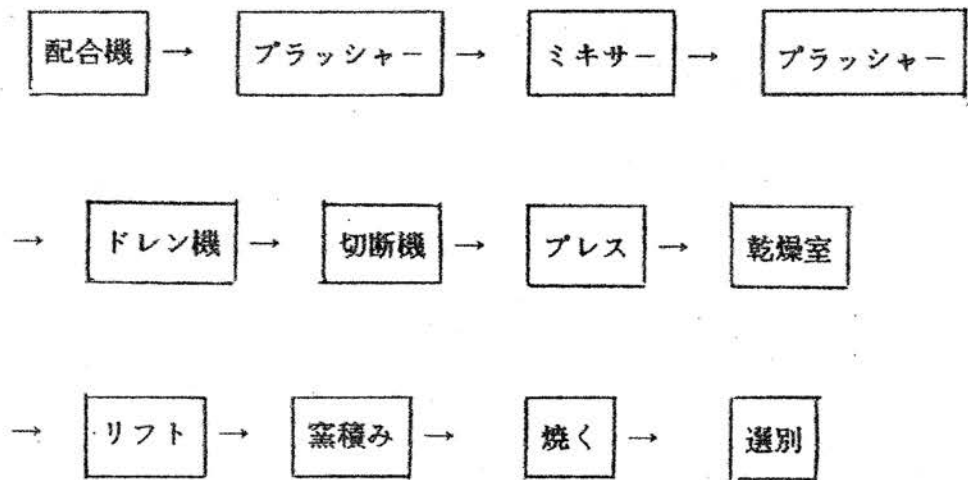 配合機 → プラッシャー → ミキサー → プラッシャー
→ ドレン機 → 切断機 → プレス → 乾燥室
→ リフト → 窯積み → 焼く → 選別